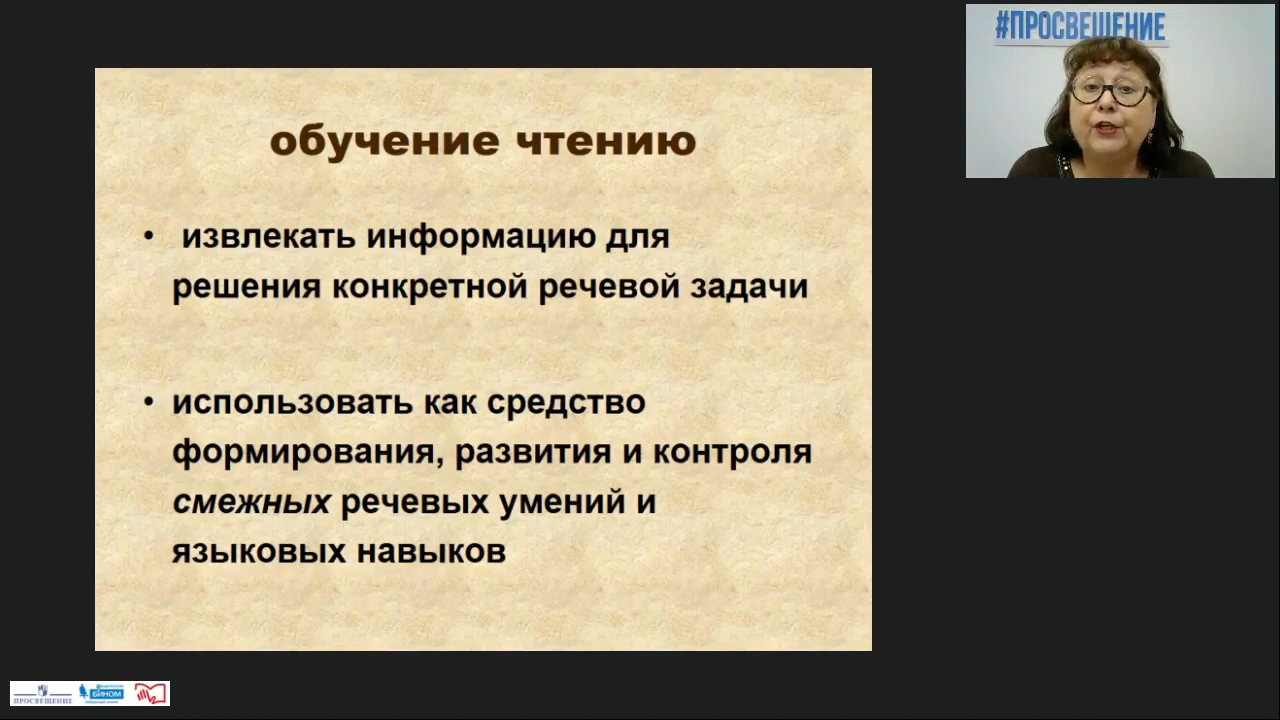 #ПРОСВЕЩЕНИЕ
обучение чтению
• извлекать информацию для
решения конкретной речевой задачи
• использовать как средство
формирования, развития и контроля
смежных речевых умений и
языковых навыков
ПРОСВЕЩЕНИЕ
БИНОМ